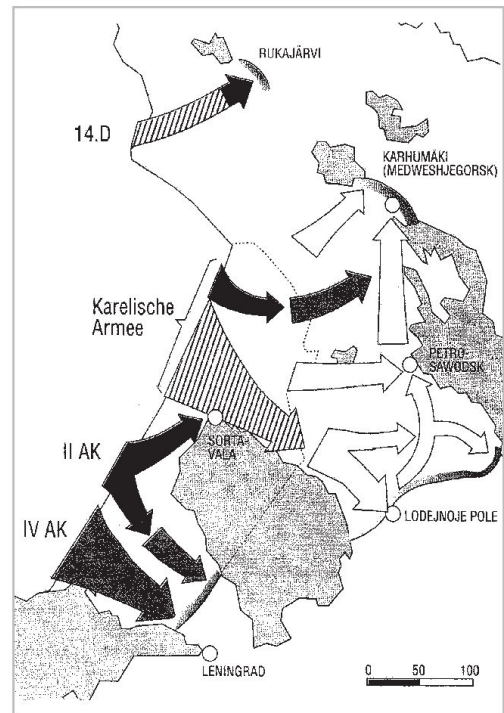 RUKAJÄRVI
14.D
KARHUMÄKI
(MEDWESHJEGORSK)
Karelische
Armee
PETRO-
SAWODSK
SORTA-
VALA
II AK
IV AK
LODEJNOJE POLE
LENINGRAD
0 50 100